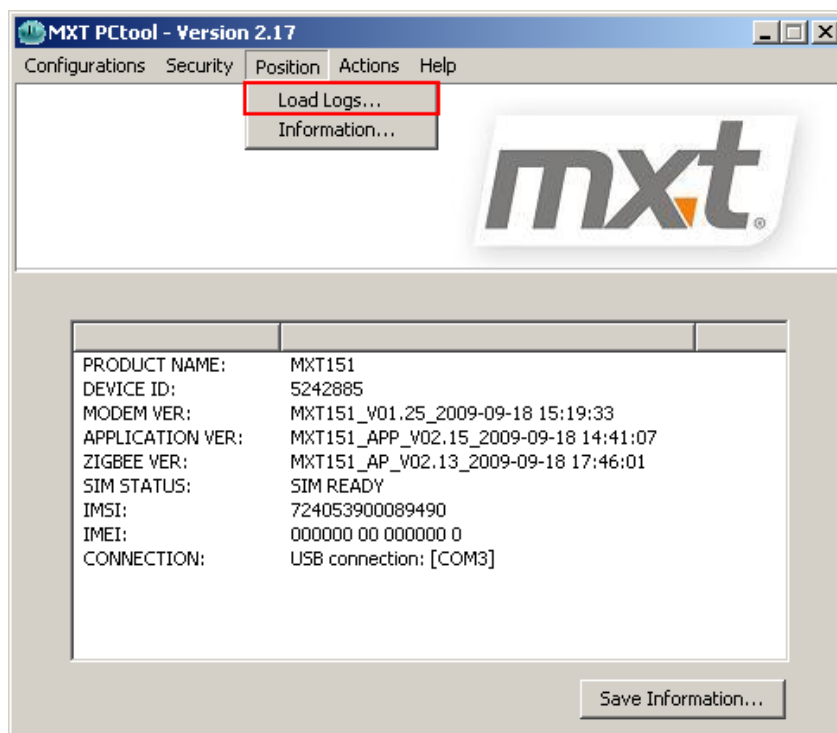 MXT PCtool - Version 2.17
Configurations Security Position Actions Help
Load Logs...
Information...
mxt®
PRODUCT NAME: MXT151
DEVICE ID: 5242885
MODEM VER: MXT151_V01.25_2009-09-18 15:19:33
APPLICATION VER: MXT151_APP_V02.15_2009-09-18 14:41:07
ZIGBEE VER: MXT151_AP_V02.13_2009-09-18 17:46:01
SIM STATUS: SIM READY
IMSI: 724053900089490
IMEI: 000000 00 000000 0
CONNECTION: USB connection: [COM3]
Save Information...